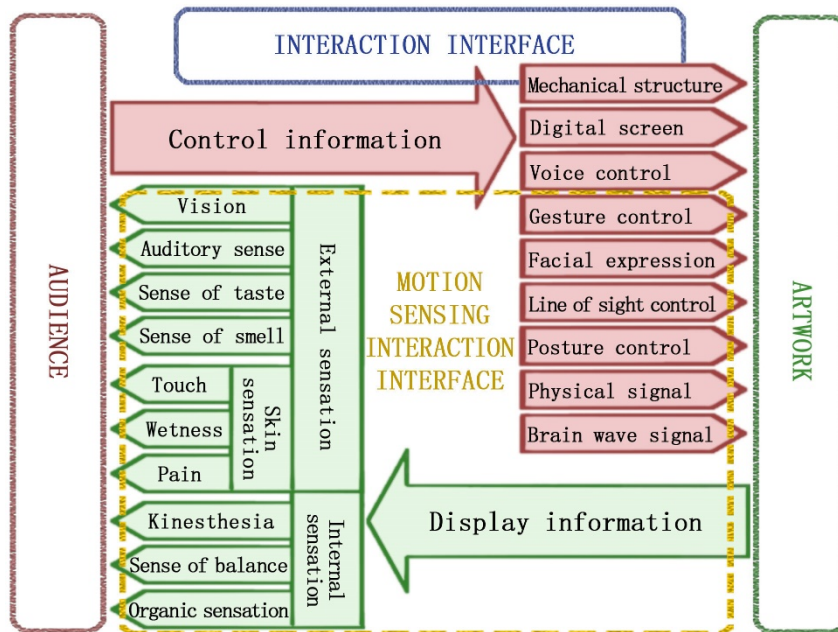 INTERACTION INTERFACE
AUDIENCE
Control information
Mechanical structure
Digital screen
Voice control
Gesture control
Facial expression
Line of sight control
Posture control
Physical signal
Brain wave signal
ARTWORK
MOTION
SENSING
INTERACTION
INTERFACE
Vision
Auditory sense
Sense of taste
Sense of smell
Touch
Wetness
Pain
Skin
sensation
External sensation
Kinesthesia
Sense of balance
Organic sensation
Internal
sensation
Display information